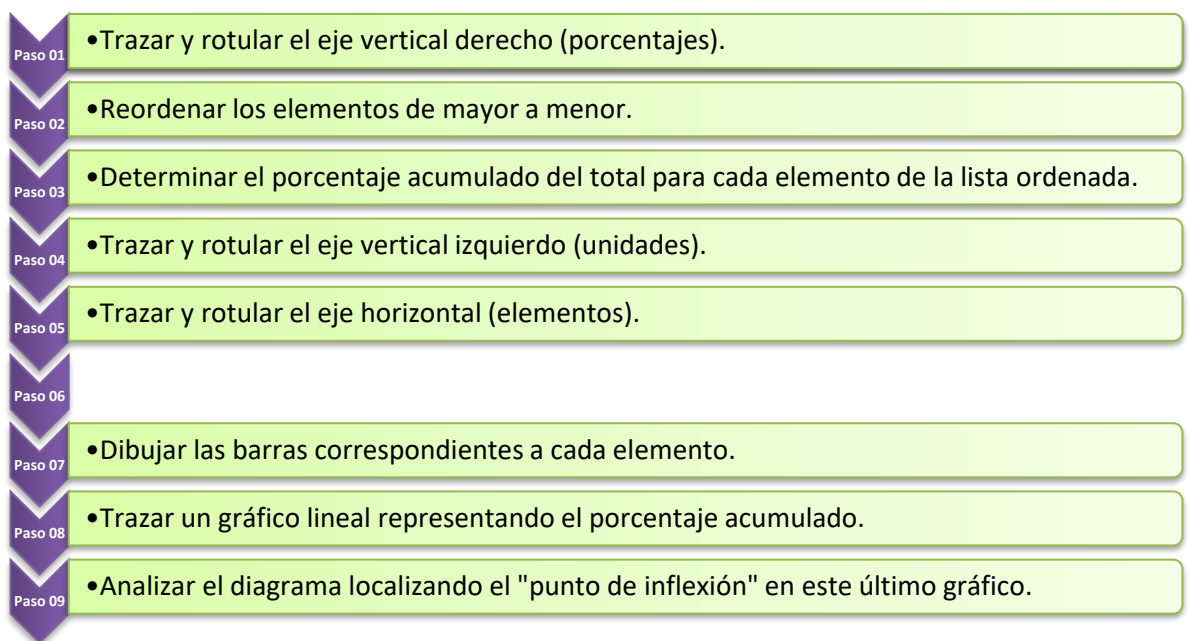 Paso 01
•Trazar y rotular el eje vertical derecho (porcentajes).
Paso 02
•Reordenar los elementos de mayor a menor.
Paso 03
•Determinar el porcentaje acumulado del total para cada elemento de la lista ordenada.
Paso 04
•Trazar y rotular el eje vertical izquierdo (unidades).
Paso 05
•Trazar y rotular el eje horizontal (elementos).
Paso 06
Paso 07
•Dibujar las barras correspondientes a cada elemento.
Paso 08
•Trazar un gráfico lineal representando el porcentaje acumulado.
Paso 09
•Analizar el diagrama localizando el "punto de inflexión" en este último gráfico.